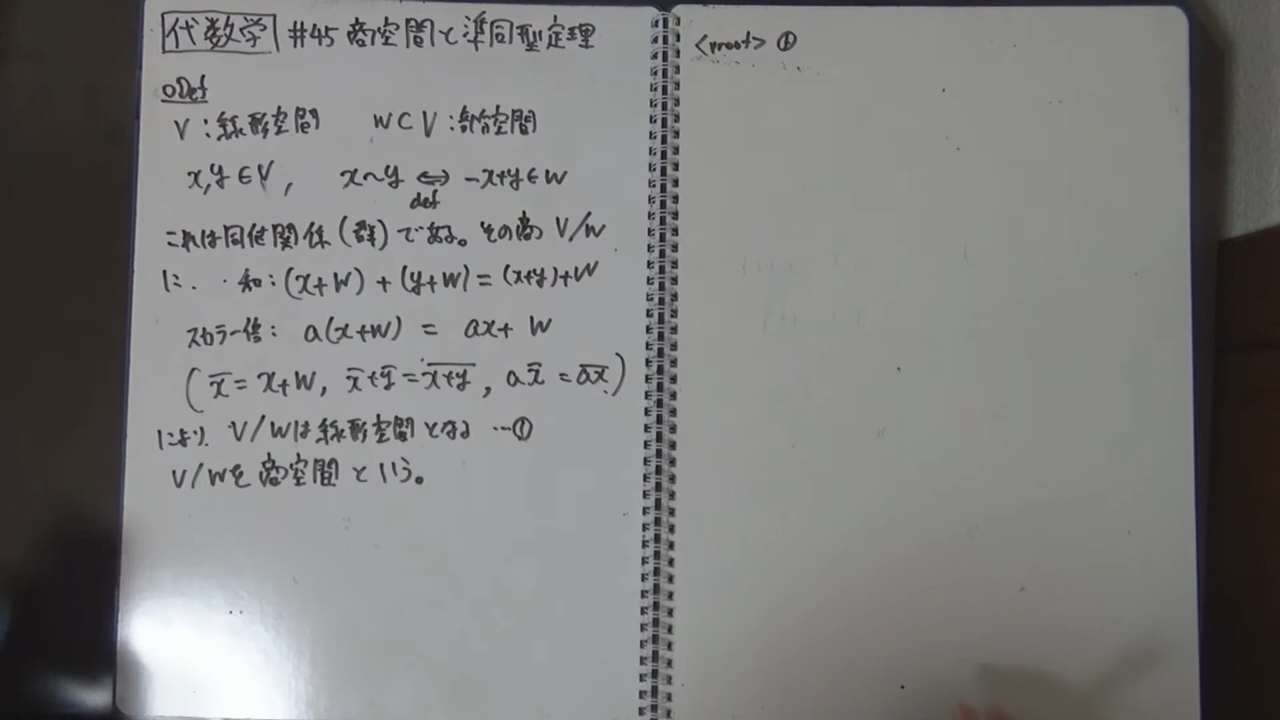 代数学 #45 商空間と準同型定理
○Def
V:線形空間 W⊂V:部分空間
x,y∈V, x~y ⇔ -x+y∈W
def
これは同値関係(群)である。その商 V/W
に、・和:(x+W)+(y+W)=(x+y)+W
スカラー倍: a(x+W) = ax+W
(x̄=x+W, x̄+ȳ=\overline{x+y}, ax̄=\overline{ax})
により、V/Wは線形空間となる …①
V/Wを商空間という。
<proof> ①